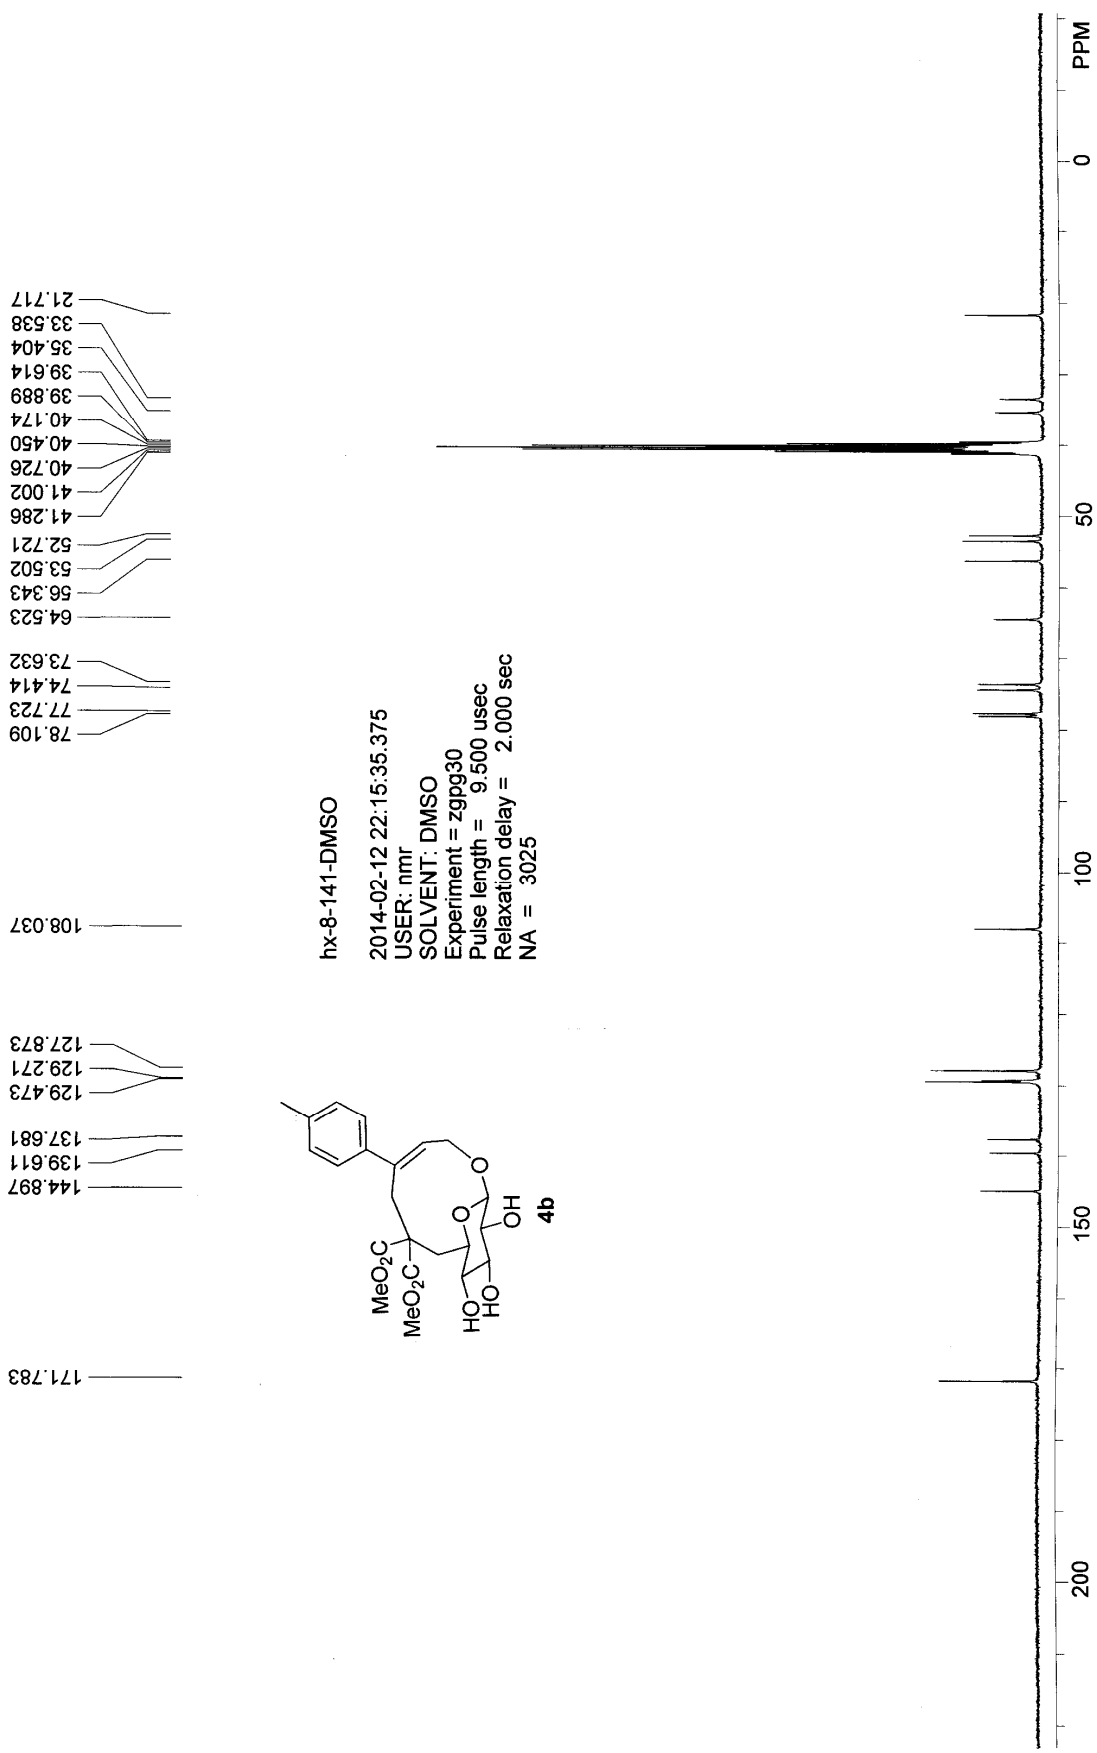 171.783
144.897
139.611
137.681
129.473
129.271
127.873
108.037
78.109
77.723
74.414
73.632
64.523
56.343
53.502
52.721
41.286
41.002
40.726
40.450
40.174
39.889
39.614
35.404
33.538
21.717
MeO₂C
MeO₂C
HO
HO
O
OH
O
4b
hx-8-141-DMSO
2014-02-12 22:15:35.375
USER: nmr
SOLVENT: DMSO
Experiment = zgpg30
Pulse length = 9.500 usec
Relaxation delay = 2.000 sec
NA = 3025
200
150
100
50
0
PPM